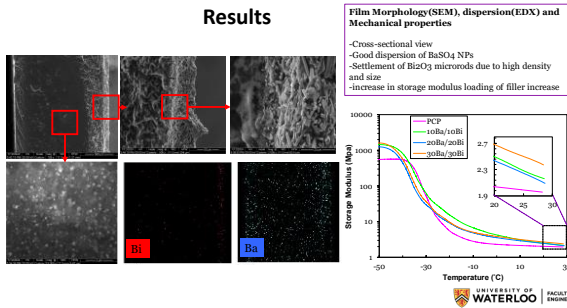 Results
Film Morphology(SEM), dispersion(EDX) and
Mechanical properties
-Cross-sectional view
-Good dispersion of BaSO4 NPs
-Settlement of Bi2O3 microrods due to high density
and size
-increase in storage modulus loading of filler increase
Bi
Ba
Storage Modulus (Mpa)
10000
1000
100
10
1
-50
-30
-10
10
30
Temperature (˚C)
PCP
10Ba/10Bi
20Ba/20Bi
30Ba/30Bi
2.7
2.3
1.9
20
25
30
UNIVERSITY OF
WATERLOO
FACULT
ENGINE